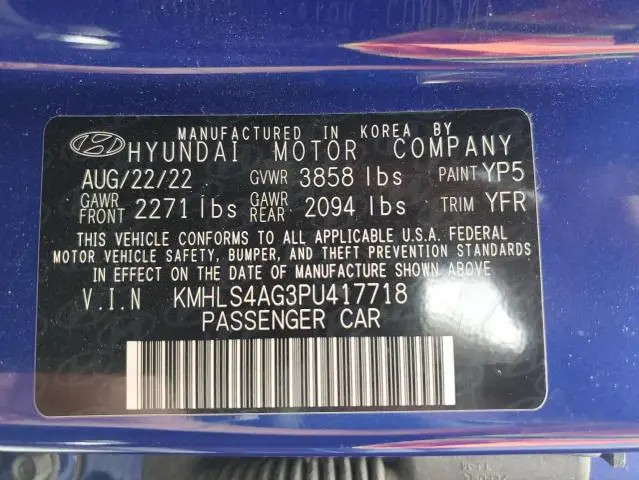 MANUFACTURED IN KOREA BY
HYUNDAI MOTOR COMPANY
AUG/22/22 GVWR 3858 lbs PAINT YP5
GAWR FRONT 2271 lbs GAWR REAR 2094 lbs TRIM YFR
THIS VEHICLE CONFORMS TO ALL APPLICABLE U.S.A. FEDERAL
MOTOR VEHICLE SAFETY, BUMPER, AND THEFT PREVENTION STANDARDS
IN EFFECT ON THE DATE OF MANUFACTURE SHOWN ABOVE
V.I.N KMHLS4AG3PU417718
PASSENGER CAR